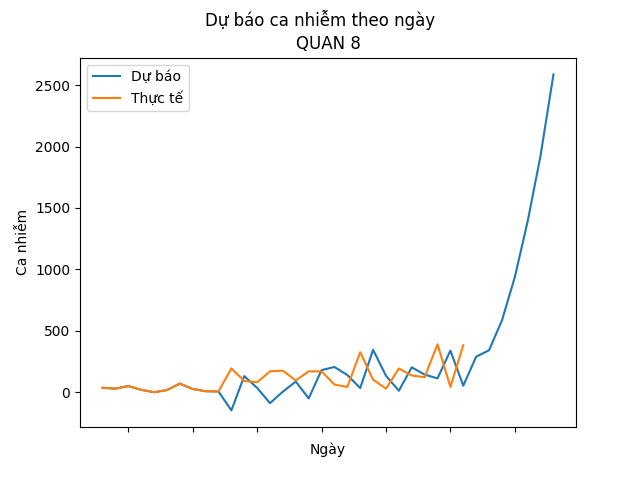 Dự báo ca nhiễm theo ngày
QUAN 8
Dự báo
Thực tế
2500
2000
1500
1000
500
0
Ca nhiễm
Ngày